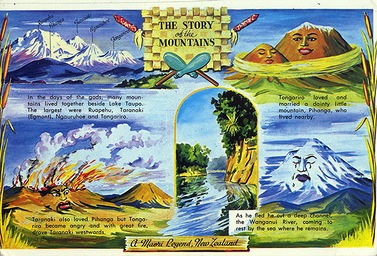 THE STORY
of the
MOUNTAINS
In the days of the gods, many moun-
tains lived together beside Lake Taupo.
The largest were Ruapehu, Taranaki
(Egmont), Ngauruhoe and Tongariro.
Tongariro loved and
married a dainty little
mountain, Pihanga, who
lived nearby.
Taranaki also loved Pihanga but Tonga-
riro became angry and with great fire,
drove Taranaki westwards.
As he fled he cut a deep channel,
the Wanganui River, coming to
rest by the sea where he remains.
A Maori Legend, New Zealand